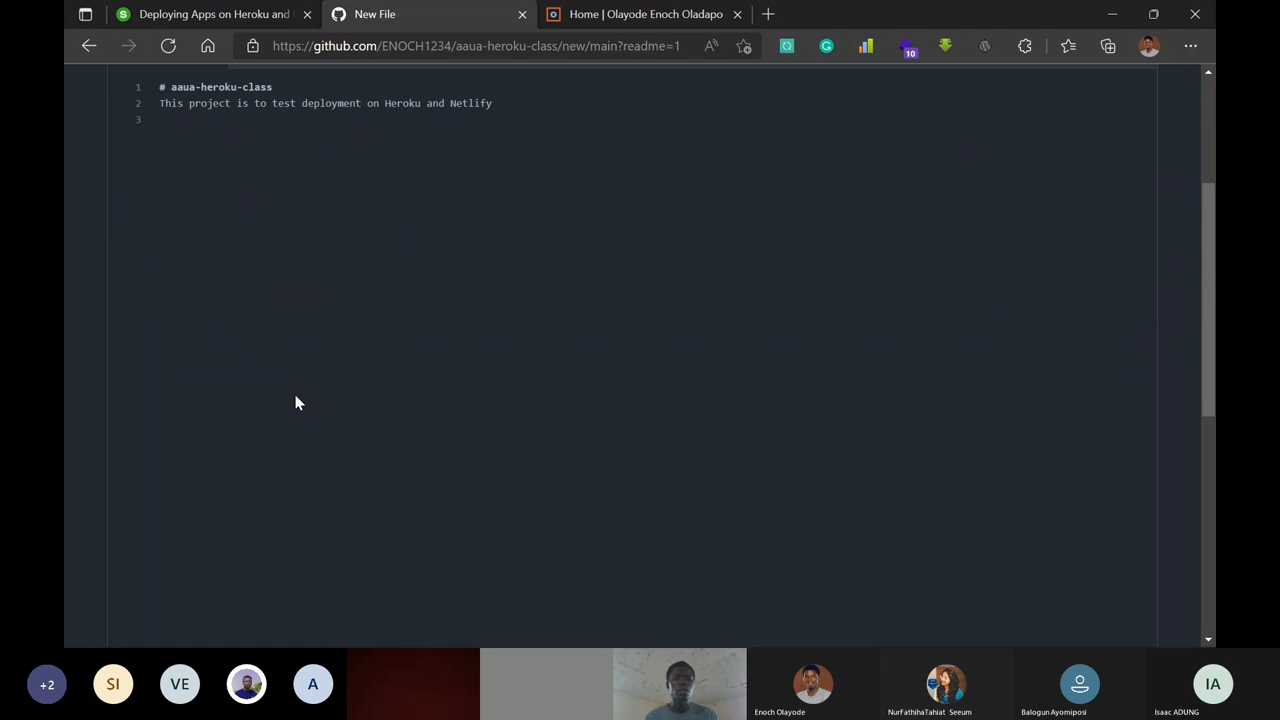 Deploying Apps on Heroku and
New File
Home | Olayode Enoch Oladapo
https://github.com/ENOCH1234/aaua-heroku-class/new/main?readme=1
10
1 # aaua-heroku-class
2 This project is to test deployment on Heroku and Netlify
3
+2
SI
VE
A
IA
Enoch Olayode
NurFathihaTahiat Seeum
Balogun Ayomiposi
Isaac ADUNG